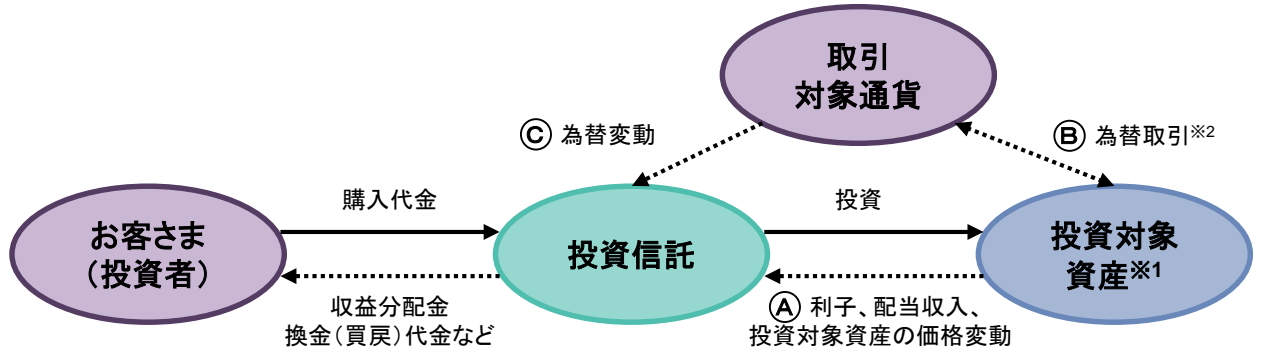 取引
対象通貨
Ⓒ 為替変動
Ⓑ 為替取引※2
お客さま
（投資者）
購入代金
投資信託
投資
投資対象
資産※1
収益分配金
換金（買戻）代金など
Ⓐ 利子、配当収入、
投資対象資産の価格変動